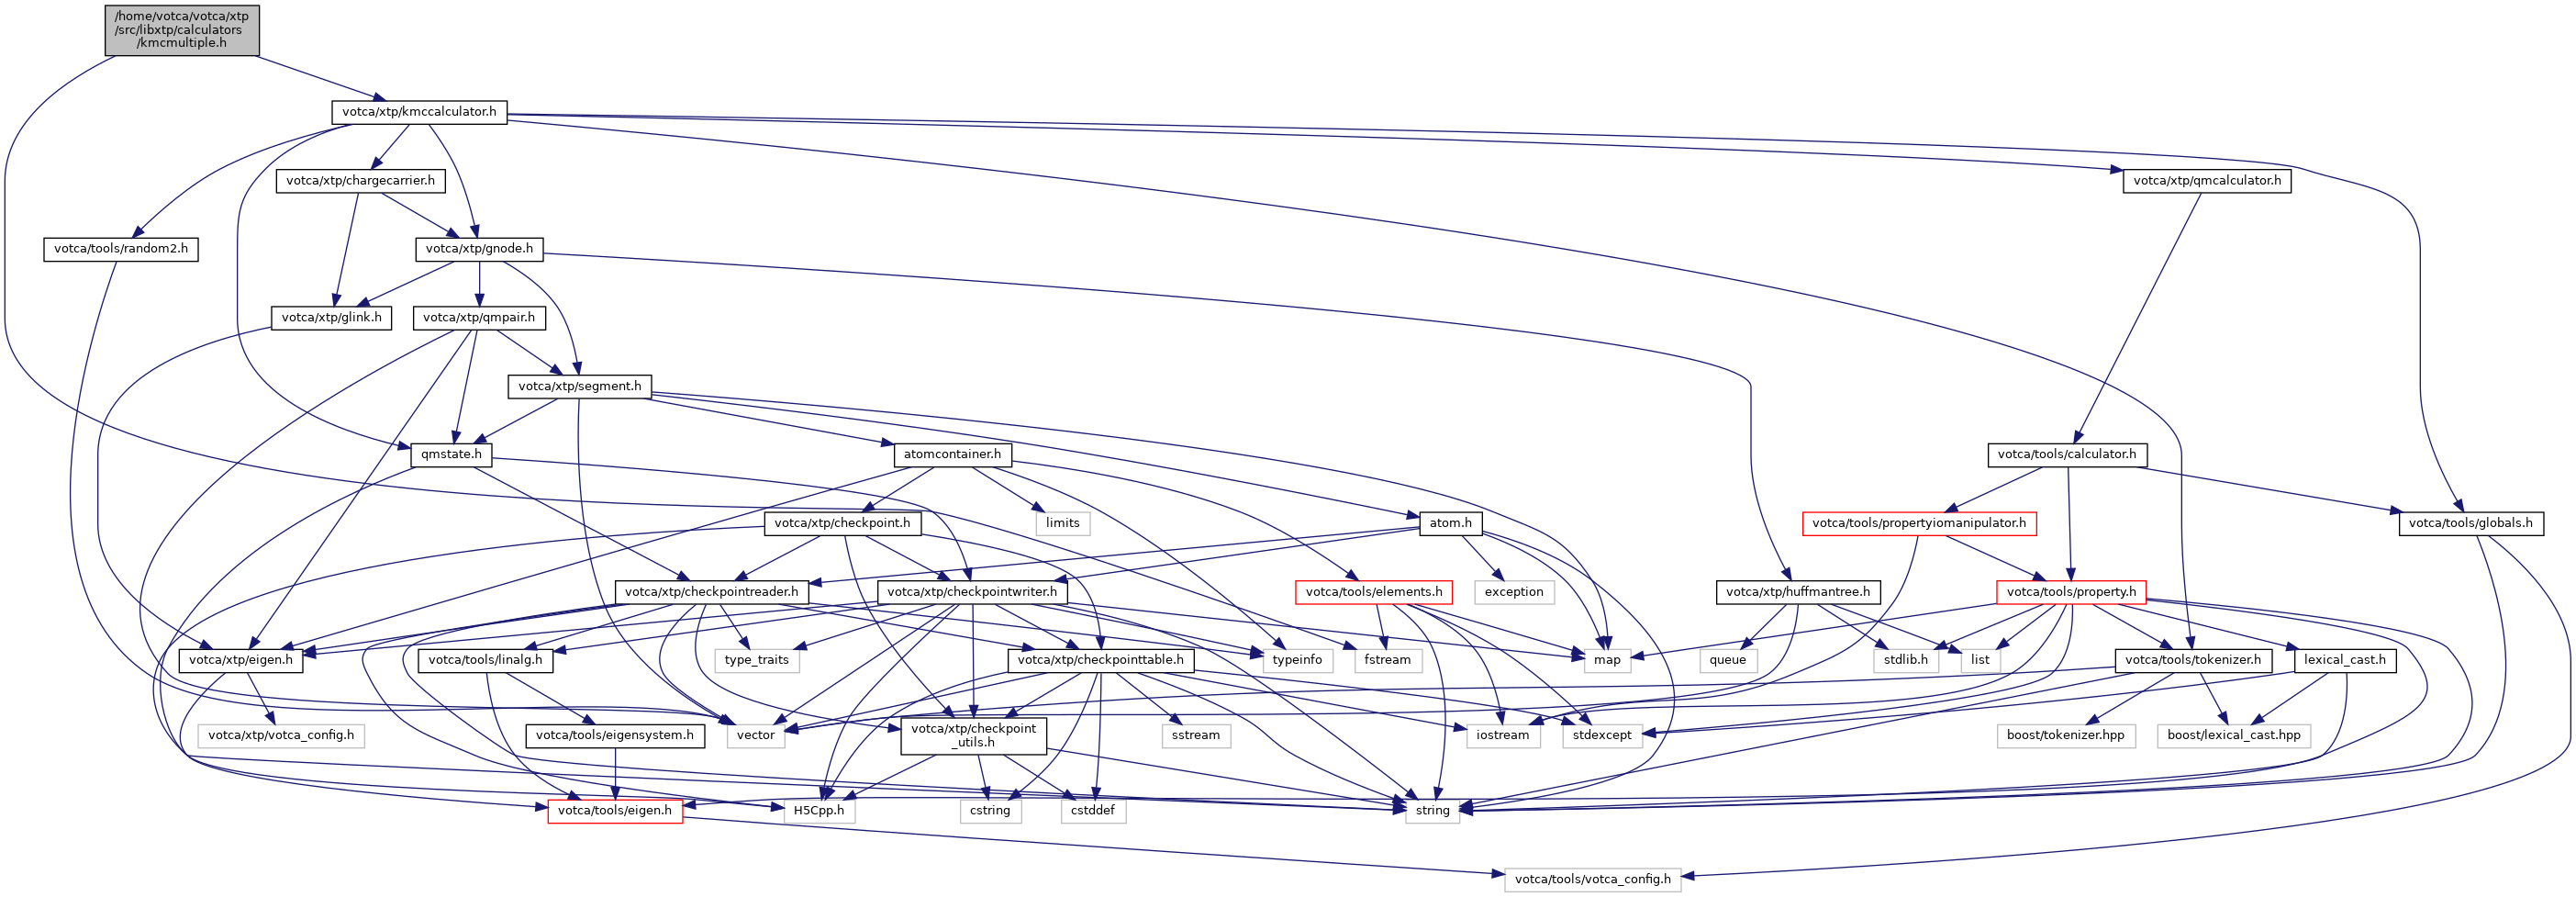 /home/votca/votca/xtp
/src/libxtp/calculators
/kmcmultiple.h
votca/xtp/kmccalculator.h
votca/xtp/chargecarrier.h
votca/xtp/qmcalculator.h
votca/tools/random2.h
votca/xtp/gnode.h
votca/xtp/glink.h
votca/xtp/qmpair.h
votca/xtp/segment.h
qmstate.h
atomcontainer.h
votca/tools/calculator.h
votca/xtp/checkpoint.h
limits
atom.h
votca/tools/propertyiomanipulator.h
votca/tools/globals.h
votca/xtp/checkpointreader.h
votca/xtp/checkpointwriter.h
votca/tools/elements.h
exception
votca/xtp/huffmantree.h
votca/tools/property.h
votca/xtp/eigen.h
votca/tools/linalg.h
type_traits
votca/xtp/checkpointtable.h
typeinfo
fstream
map
queue
stdlib.h
list
votca/tools/tokenizer.h
lexical_cast.h
votca/xtp/votca_config.h
votca/tools/eigensystem.h
vector
votca/xtp/checkpoint
_utils.h
sstream
iostream
stdexcept
boost/tokenizer.hpp
boost/lexical_cast.hpp
votca/tools/eigen.h
H5Cpp.h
cstring
cstddef
string
votca/tools/votca_config.h